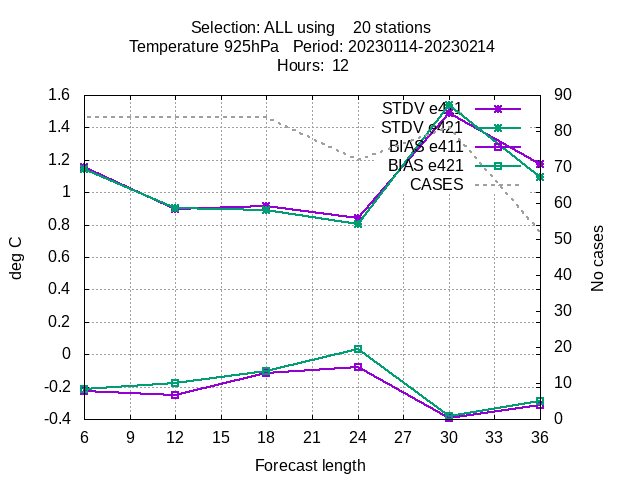 Selection: ALL using    20 stations
Temperature 925hPa   Period: 20230114-20230214
Hours:  12
STDV e411
STDV e421
BIAS e411
BIAS e421
CASES
1.6
1.4
1.2
1
0.8
0.6
0.4
0.2
0
-0.2
-0.4
deg C
90
80
70
60
50
40
30
20
10
0
No cases
6 9 12 15 18 21 24 27 30 33 36
Forecast length